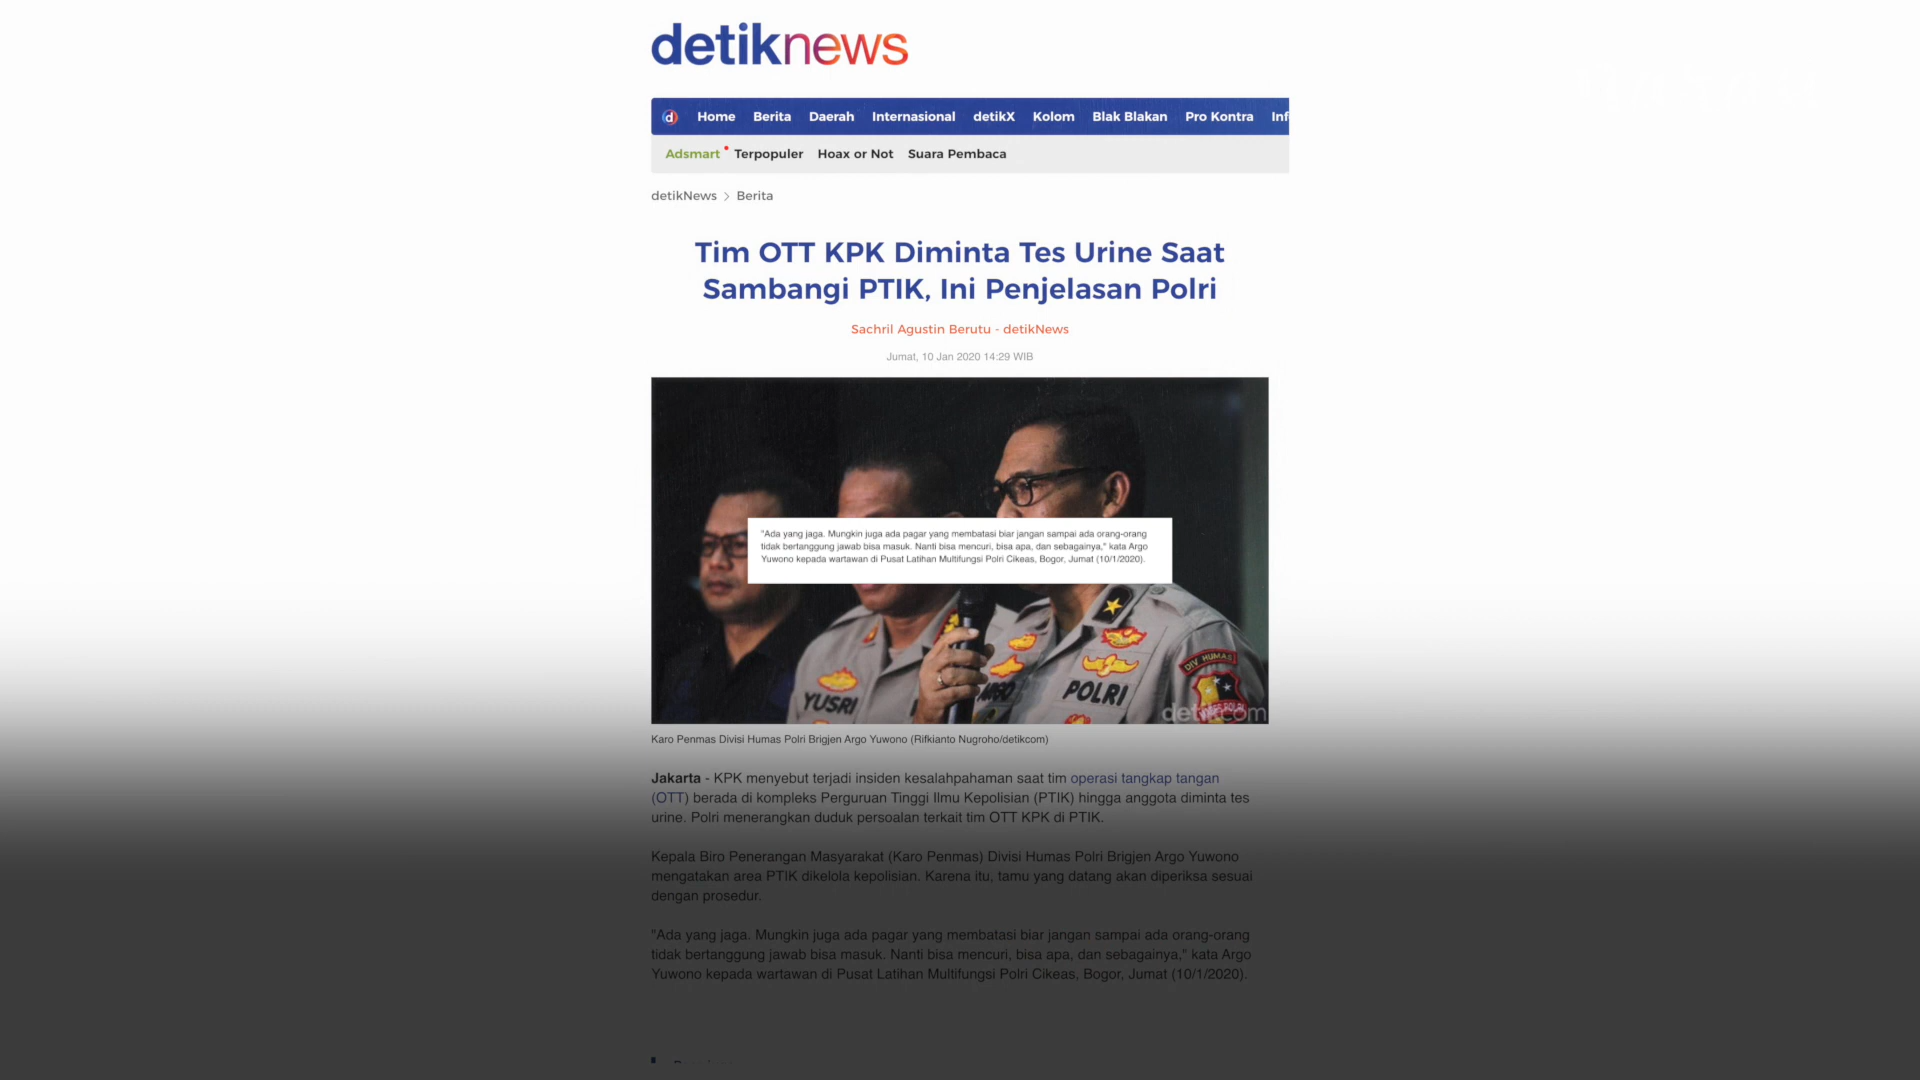 detiknews
d Home Berita Daerah Internasional detikX Kolom Blak Blakan Pro Kontra Inf
Adsmart Terpopuler Hoax or Not Suara Pembaca
detikNews > Berita
Tim OTT KPK Diminta Tes Urine Saat
Sambangi PTIK, Ini Penjelasan Polri
Sachril Agustin Berutu - detikNews
Jumat, 10 Jan 2020 14:29 WIB
"Ada yang jaga. Mungkin juga ada pagar yang membatasi biar jangan sampai ada orang-orang
tidak bertanggung jawab bisa masuk. Nanti bisa mencuri, bisa apa, dan sebagainya," kata Argo
Yuwono kepada wartawan di Pusat Latihan Multifungsi Polri Cikeas, Bogor, Jumat (10/1/2020).
DIV HUMAS
YUSRI
ARGO
POLRI
detikcom
Karo Penmas Divisi Humas Polri Brigjen Argo Yuwono (Rifkianto Nugroho/detikcom)
Jakarta - KPK menyebut terjadi insiden kesalahpahaman saat tim operasi tangkap tangan
(OTT) berada di kompleks Perguruan Tinggi Ilmu Kepolisian (PTIK) hingga anggota diminta tes
urine. Polri menerangkan duduk persoalan terkait tim OTT KPK di PTIK.
Kepala Biro Penerangan Masyarakat (Karo Penmas) Divisi Humas Polri Brigjen Argo Yuwono
mengatakan area PTIK dikelola kepolisian. Karena itu, tamu yang datang akan diperiksa sesuai
dengan prosedur.
"Ada yang jaga. Mungkin juga ada pagar yang membatasi biar jangan sampai ada orang-orang
tidak bertanggung jawab bisa masuk. Nanti bisa mencuri, bisa apa, dan sebagainya," kata Argo
Yuwono kepada wartawan di Pusat Latihan Multifungsi Polri Cikeas, Bogor, Jumat (10/1/2020).